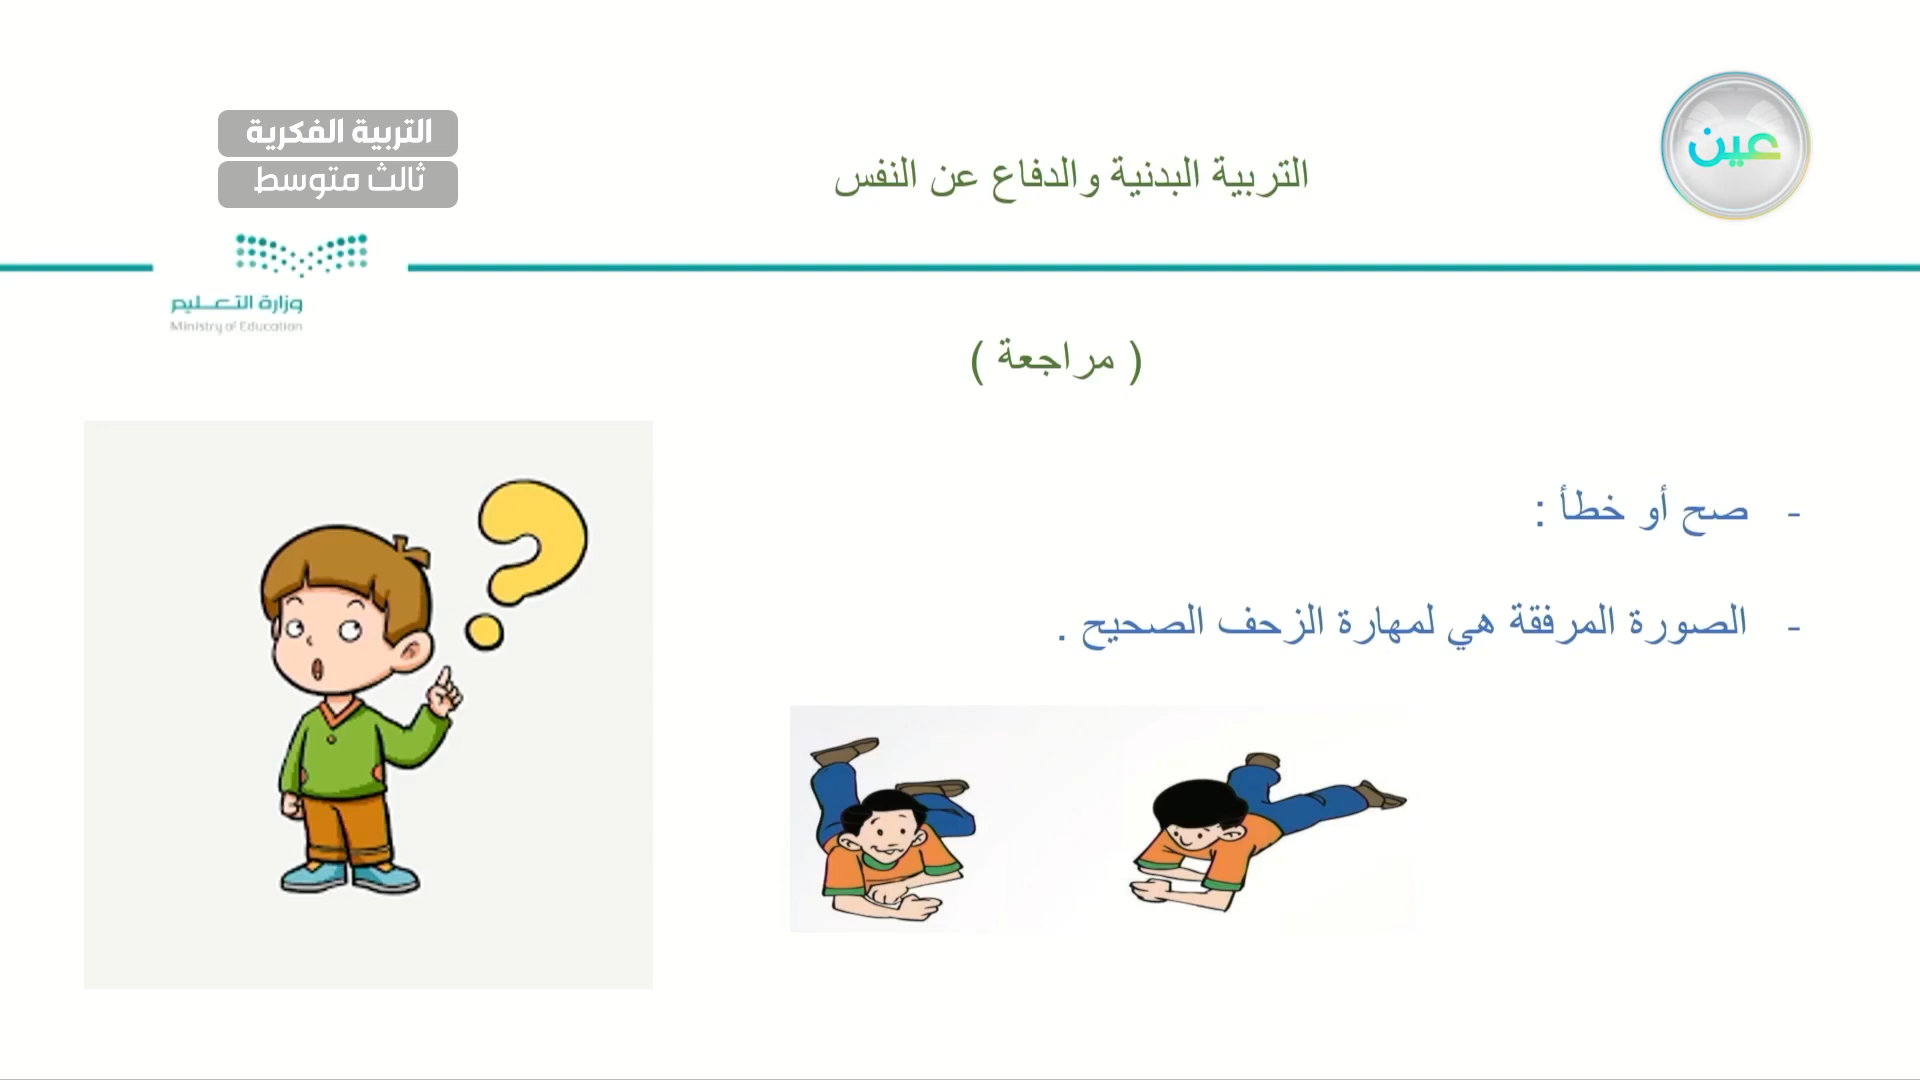 عين
التربية الفكرية
ثالث متوسط
التربية البدنية والدفاع عن النفس
وزارة التعليم
Ministry of Education
( مراجعة )
- صح أو خطأ :
- الصورة المرفقة هي لمهارة الزحف الصحيح .